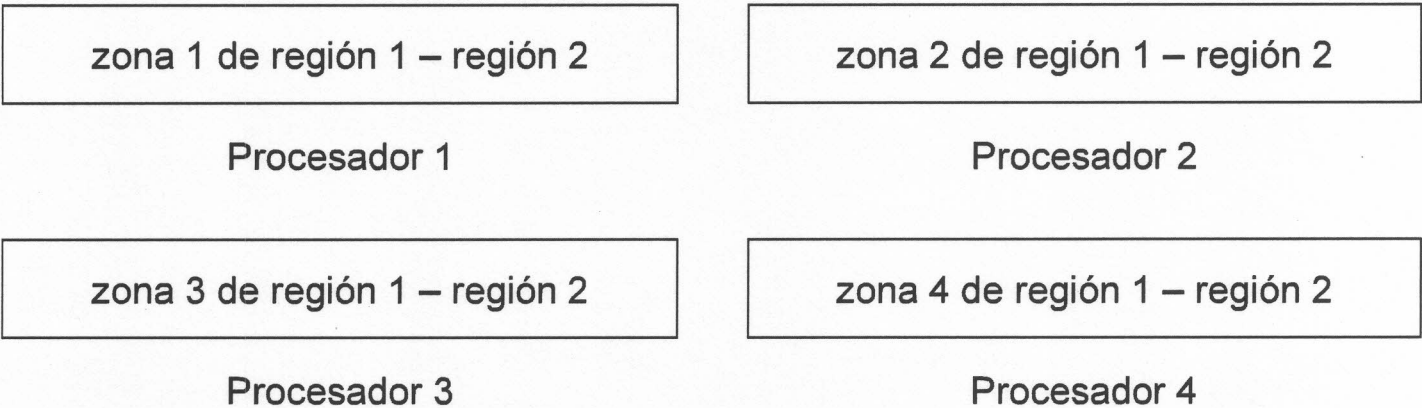 zona 1 de región 1 – región 2
zona 2 de región 1 – región 2
Procesador 1
Procesador 2
zona 3 de región 1 – región 2
zona 4 de región 1 – región 2
Procesador 3
Procesador 4